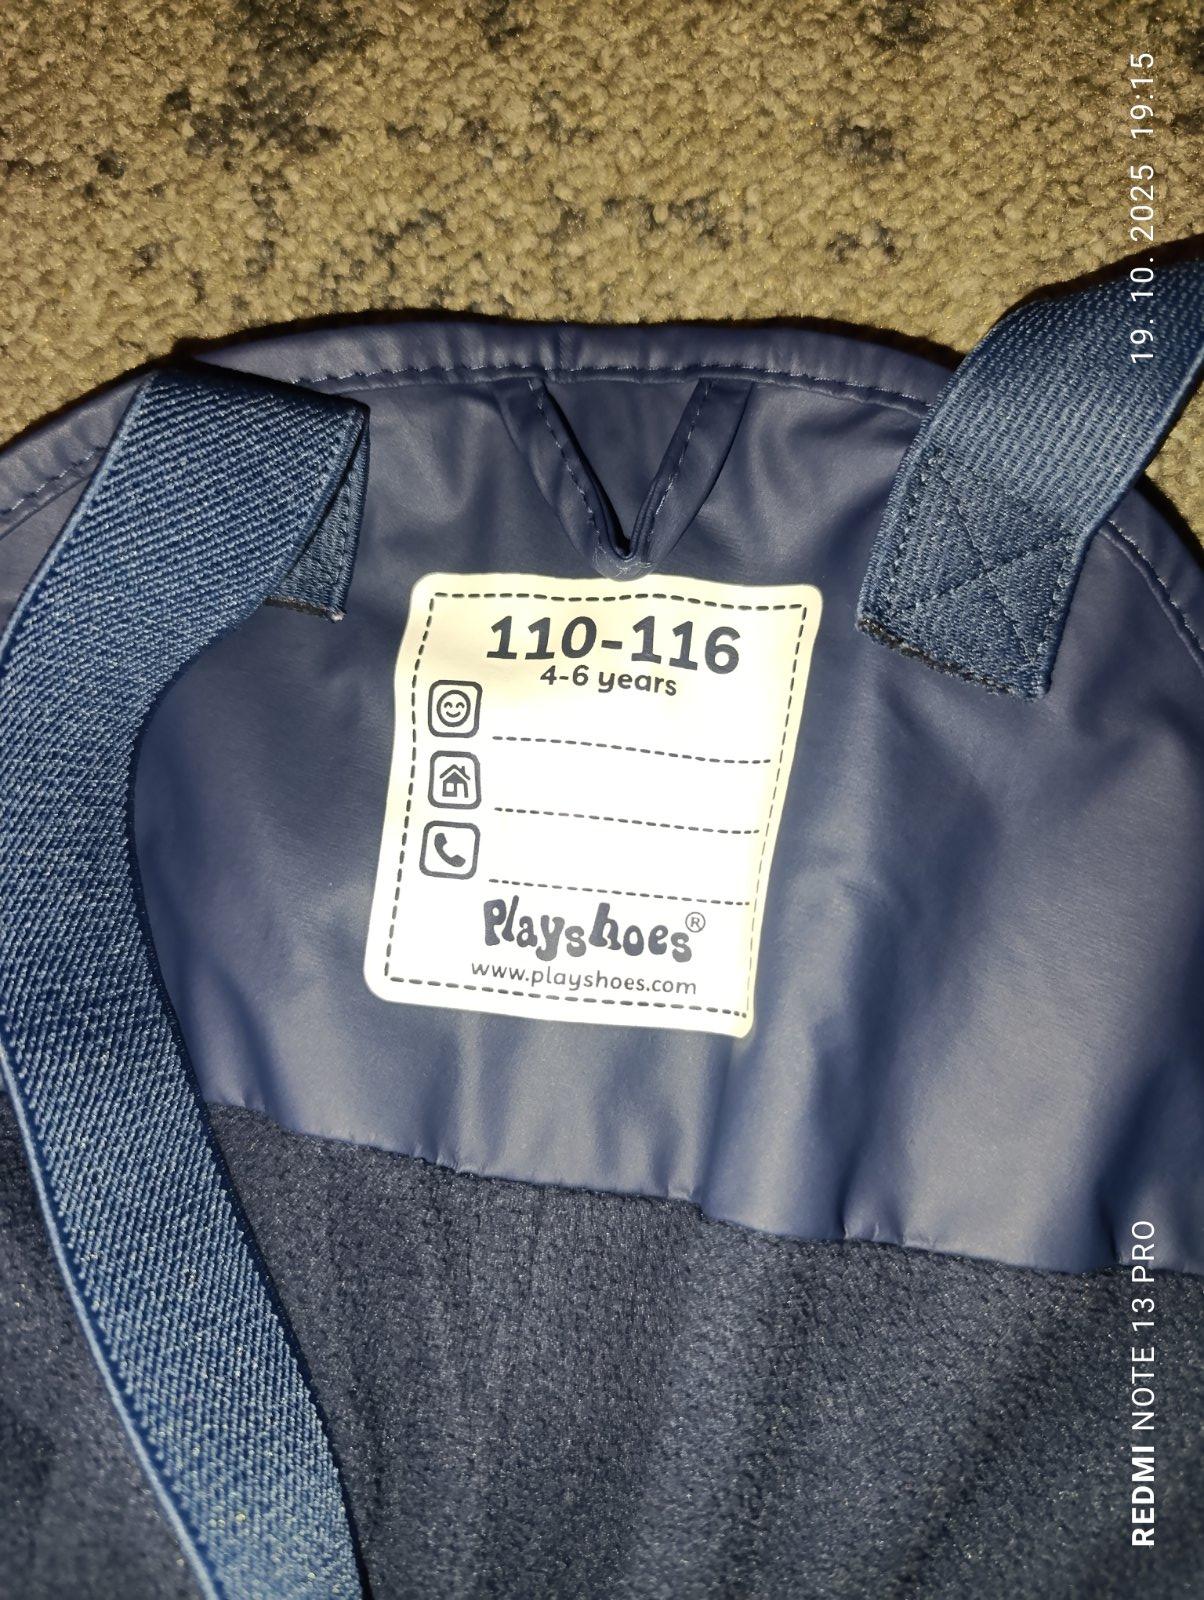 110-116
4-6 years
Playshoes®
www.playshoes.com
REDMI NOTE 13 PRO
19. 10. 2025 19:15